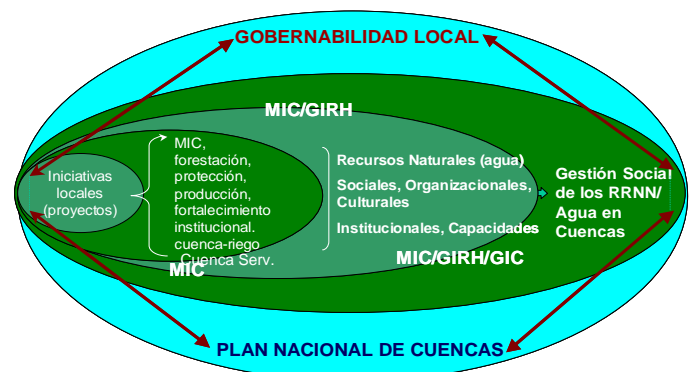 GOBERNABILIDAD LOCAL
MIC/GIRH
Iniciativas
locales
(proyectos)
MIC,
forestación,
protección,
producción,
fortalecimiento
institucional.
cuenca-riego
Cuenca Serv.
MIC
Recursos Naturales (agua)
Sociales, Organizacionales,
Culturales
Institucionales, Capacidades
MIC/GIRH/GIC
Gestión Social
de los RRNN/
Agua en
Cuencas
PLAN NACIONAL DE CUENCAS